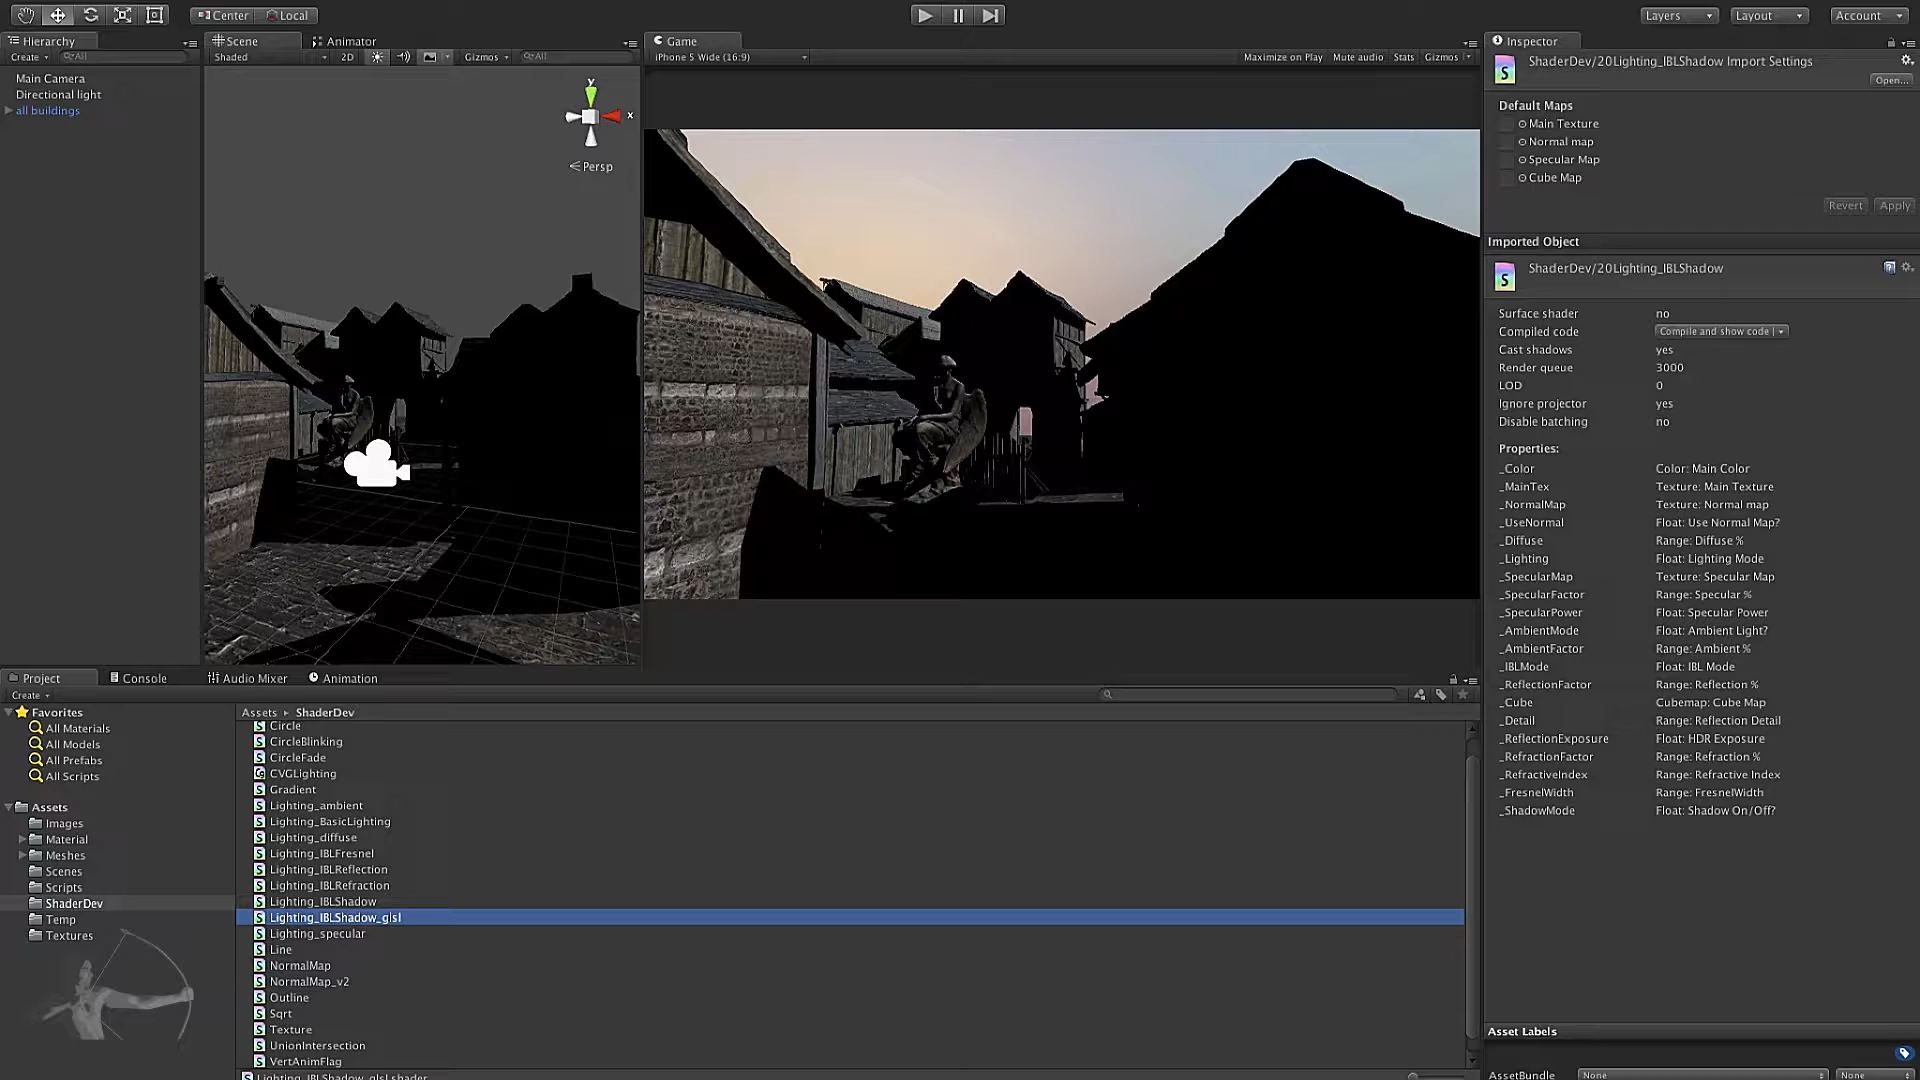 Center
Local
Layers
Layout
Account
Hierarchy
Create
All
Main Camera
Directional light
all buildings
Scene
Animator
Shaded
2D
Gizmos
All
y
x
Persp
Game
iPhone 5 Wide (16:9)
Maximize on Play
Mute audio
Stats
Gizmos
Inspector
ShaderDev/20Lighting_IBLShadow Import Settings
Open...
Default Maps
Main Texture
Normal map
Specular Map
Cube Map
Revert
Apply
Imported Object
ShaderDev/20Lighting_IBLShadow
Surface shader no
Compiled code Compile and show code
Cast shadows yes
Render queue 3000
LOD 0
Ignore projector yes
Disable batching no
Properties:
_Color Color: Main Color
_MainTex Texture: Main Texture
_NormalMap Texture: Normal map
_UseNormal Float: Use Normal Map?
_Diffuse Range: Diffuse %
_Lighting Float: Lighting Mode
_SpecularMap Texture: Specular Map
_SpecularFactor Range: Specular %
_SpecularPower Float: Specular Power
_AmbientMode Float: Ambient Light?
_AmbientFactor Range: Ambient %
_IBLMode Float: IBL Mode
_ReflectionFactor Range: Reflection %
_Cube Cubemap: Cube Map
_Detail Range: Reflection Detail
_ReflectionExposure Float: HDR Exposure
_RefractionFactor Range: Refraction %
_RefractiveIndex Range: Refractive Index
_FresnelWidth Range: FresnelWidth
_ShadowMode Float: Shadow On/Off?
Asset Labels
AssetBundle None None
Project
Console
Audio Mixer
Animation
Create
Favorites
All Materials
All Models
All Prefabs
All Scripts
Assets
Images
Material
Meshes
Scenes
Scripts
ShaderDev
Temp
Textures
Assets ShaderDev
Circle
CircleBlinking
CircleFade
CVGLighting
Gradient
Lighting_ambient
Lighting_BasicLighting
Lighting_diffuse
Lighting_IBLFresnel
Lighting_IBLReflection
Lighting_IBLRefraction
Lighting_IBLShadow
Lighting_IBLShadow_glsl
Lighting_specular
Line
NormalMap
NormalMap_v2
Outline
Sqrt
Texture
UnionIntersection
VertAnimFlag
Lighting_IBLShadow_glsl.shader